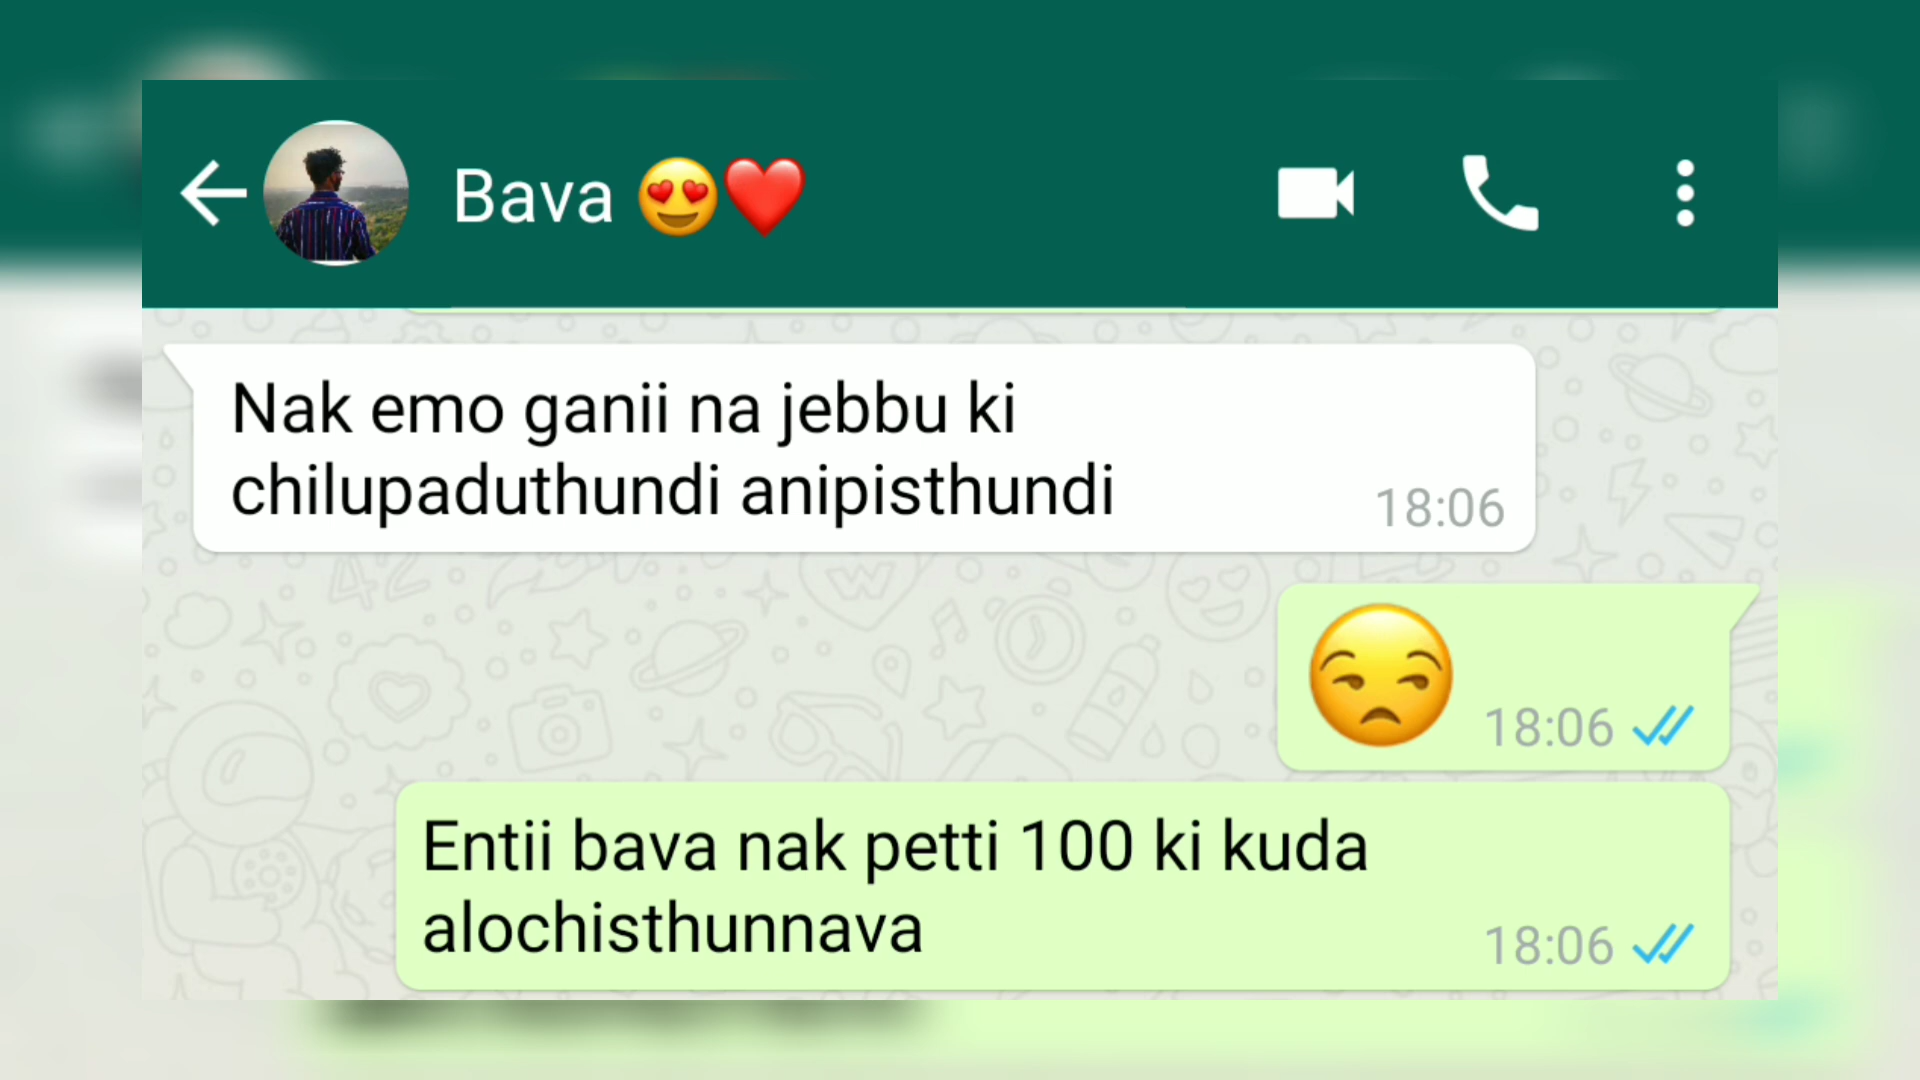 Bava 😍❤️
Nak emo ganii na jebbu ki
chilupaduthundi anipisthundi
18:06
😒
18:06
Entii bava nak petti 100 ki kuda
alochisthunnava
18:06